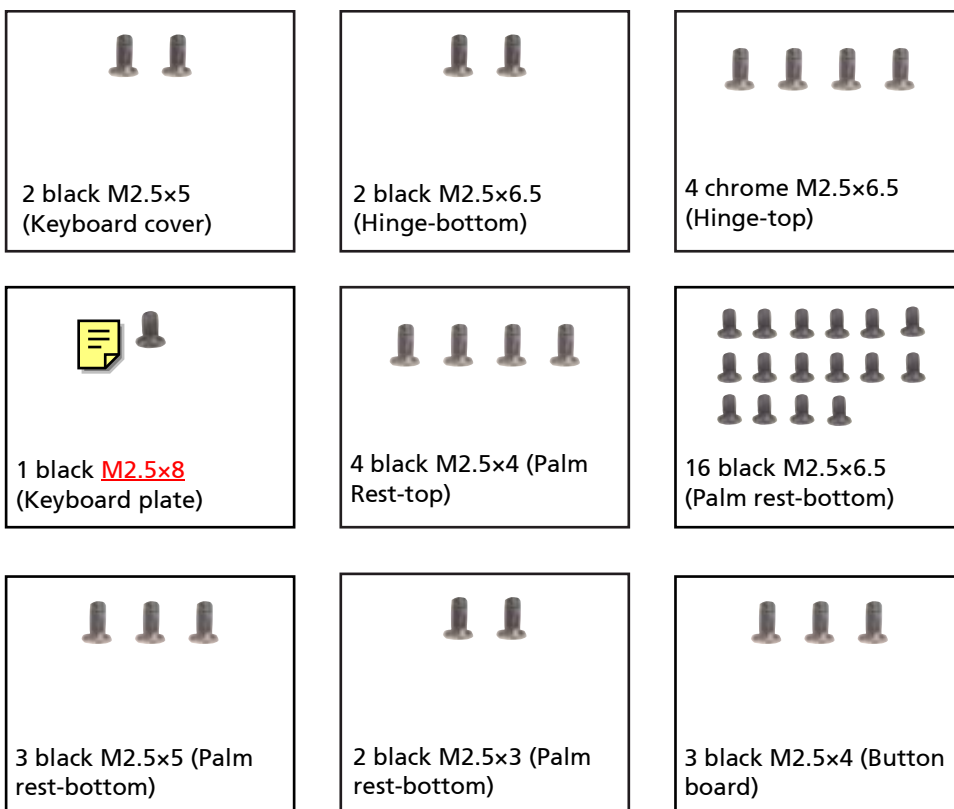 2 black M2.5×5
(Keyboard cover)
2 black M2.5×6.5
(Hinge-bottom)
4 chrome M2.5×6.5
(Hinge-top)
1 black M2.5×8
(Keyboard plate)
4 black M2.5×4 (Palm
Rest-top)
16 black M2.5×6.5
(Palm rest-bottom)
3 black M2.5×5 (Palm
rest-bottom)
2 black M2.5×3 (Palm
rest-bottom)
3 black M2.5×4 (Button
board)